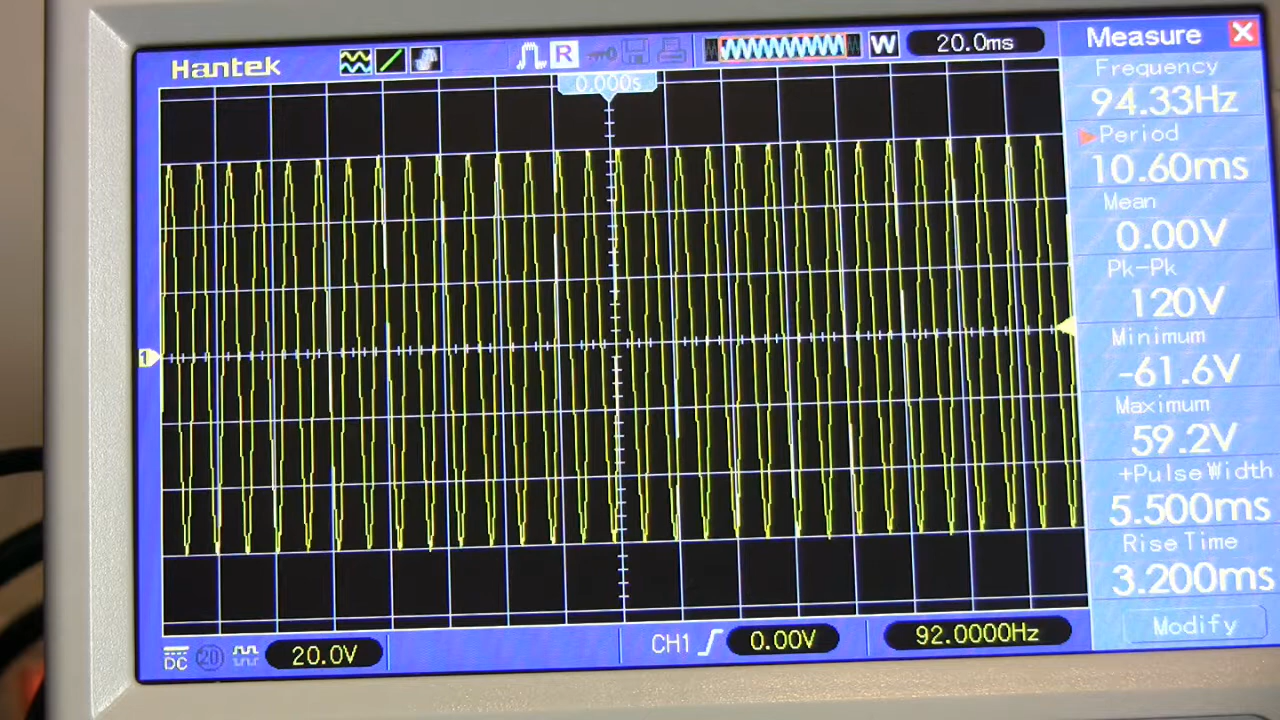 Hantek
R
W
20.0ms
0.000s
Measure
Frequency
94.33Hz
Period
10.60ms
Mean
0.00V
Pk-Pk
120V
Minimum
-61.6V
Maximum
59.2V
+Pulse Width
5.500ms
Rise Time
3.200ms
Modify
1
DC
20
20.0V
CH1
0.00V
92.0000Hz